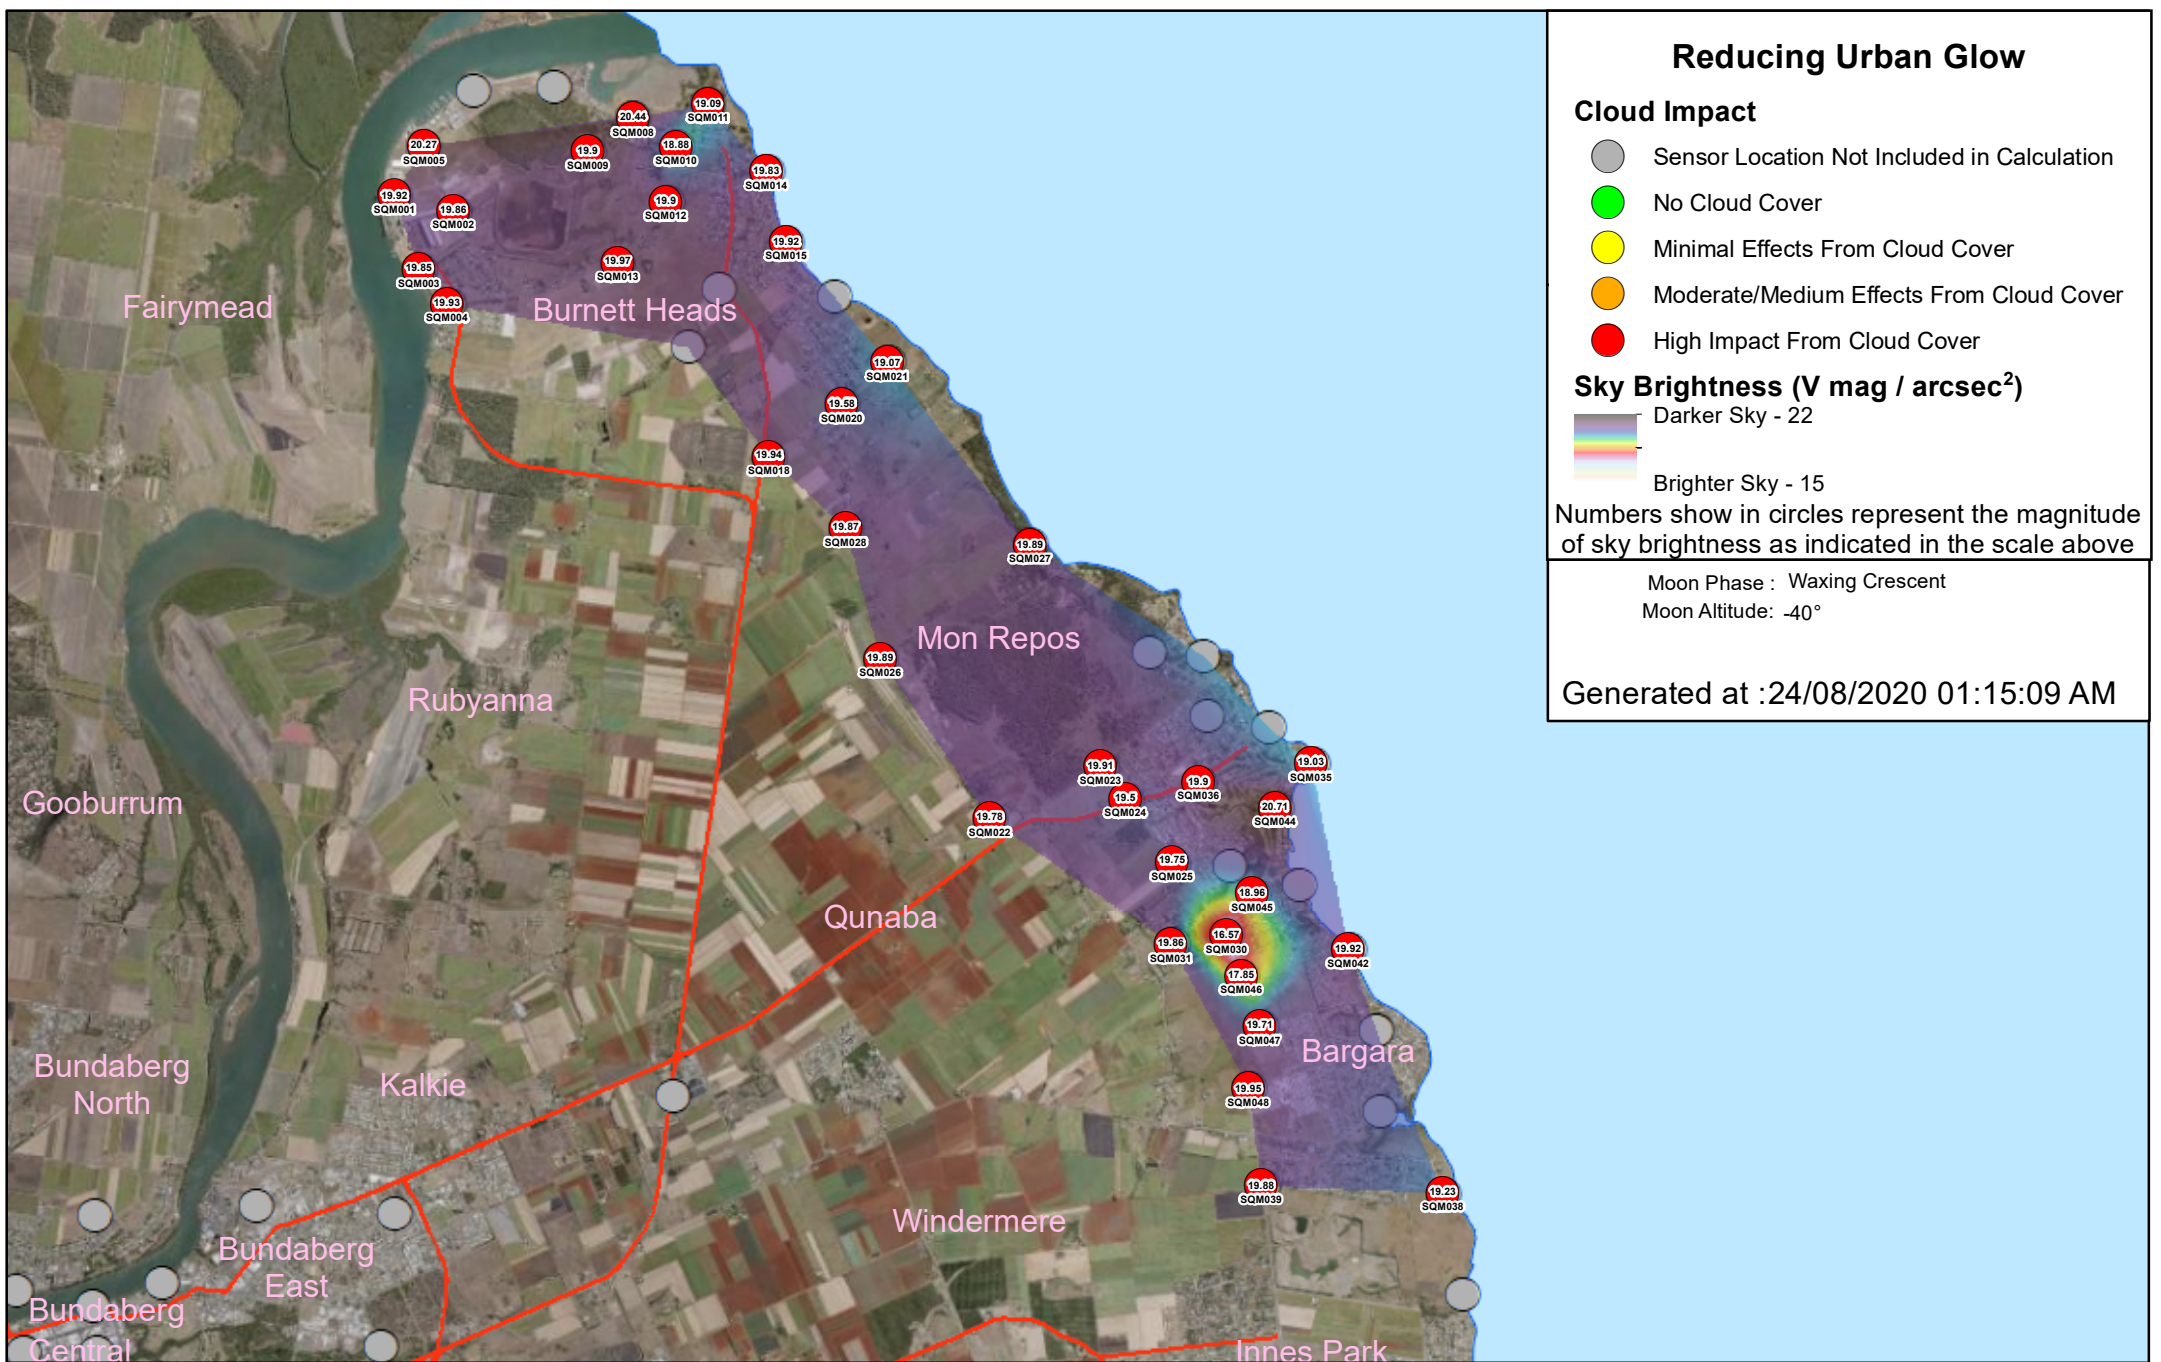 Reducing Urban Glow
Cloud Impact
Sensor Location Not Included in Calculation
No Cloud Cover
Minimal Effects From Cloud Cover
Moderate/Medium Effects From Cloud Cover
High Impact From Cloud Cover
Sky Brightness (V mag / arcsec²)
Darker Sky - 22
Brighter Sky - 15
Numbers show in circles represent the magnitude
of sky brightness as indicated in the scale above
Moon Phase : Waxing Crescent
Moon Altitude: -40°
Generated at :24/08/2020 01:15:09 AM
19.09
SQM011
20.44
SQM008
20.27
SQM005
19.9
SQM009
18.88
SQM010
19.83
SQM014
19.92
SQM001
19.86
SQM002
19.9
SQM012
19.92
SQM015
19.85
SQM003
19.97
SQM013
19.93
SQM004
Fairymead
Burnett Heads
19.07
SQM021
19.58
SQM020
19.94
SQM018
19.87
SQM028
19.89
SQM027
Mon Repos
19.89
SQM026
Rubyanna
19.91
SQM023
19.03
SQM035
19.9
SQM036
19.5
SQM024
20.71
SQM044
Gooburrum
19.78
SQM022
19.75
SQM025
18.96
SQM045
Qunaba
16.57
SQM030
19.86
SQM031
19.92
SQM042
17.85
SQM046
19.71
SQM047
Bargara
Bundaberg
North
Kalkie
19.95
SQM048
19.88
SQM039
19.23
SQM038
Windermere
Bundaberg
East
Bundaberg
Central
Innes Park